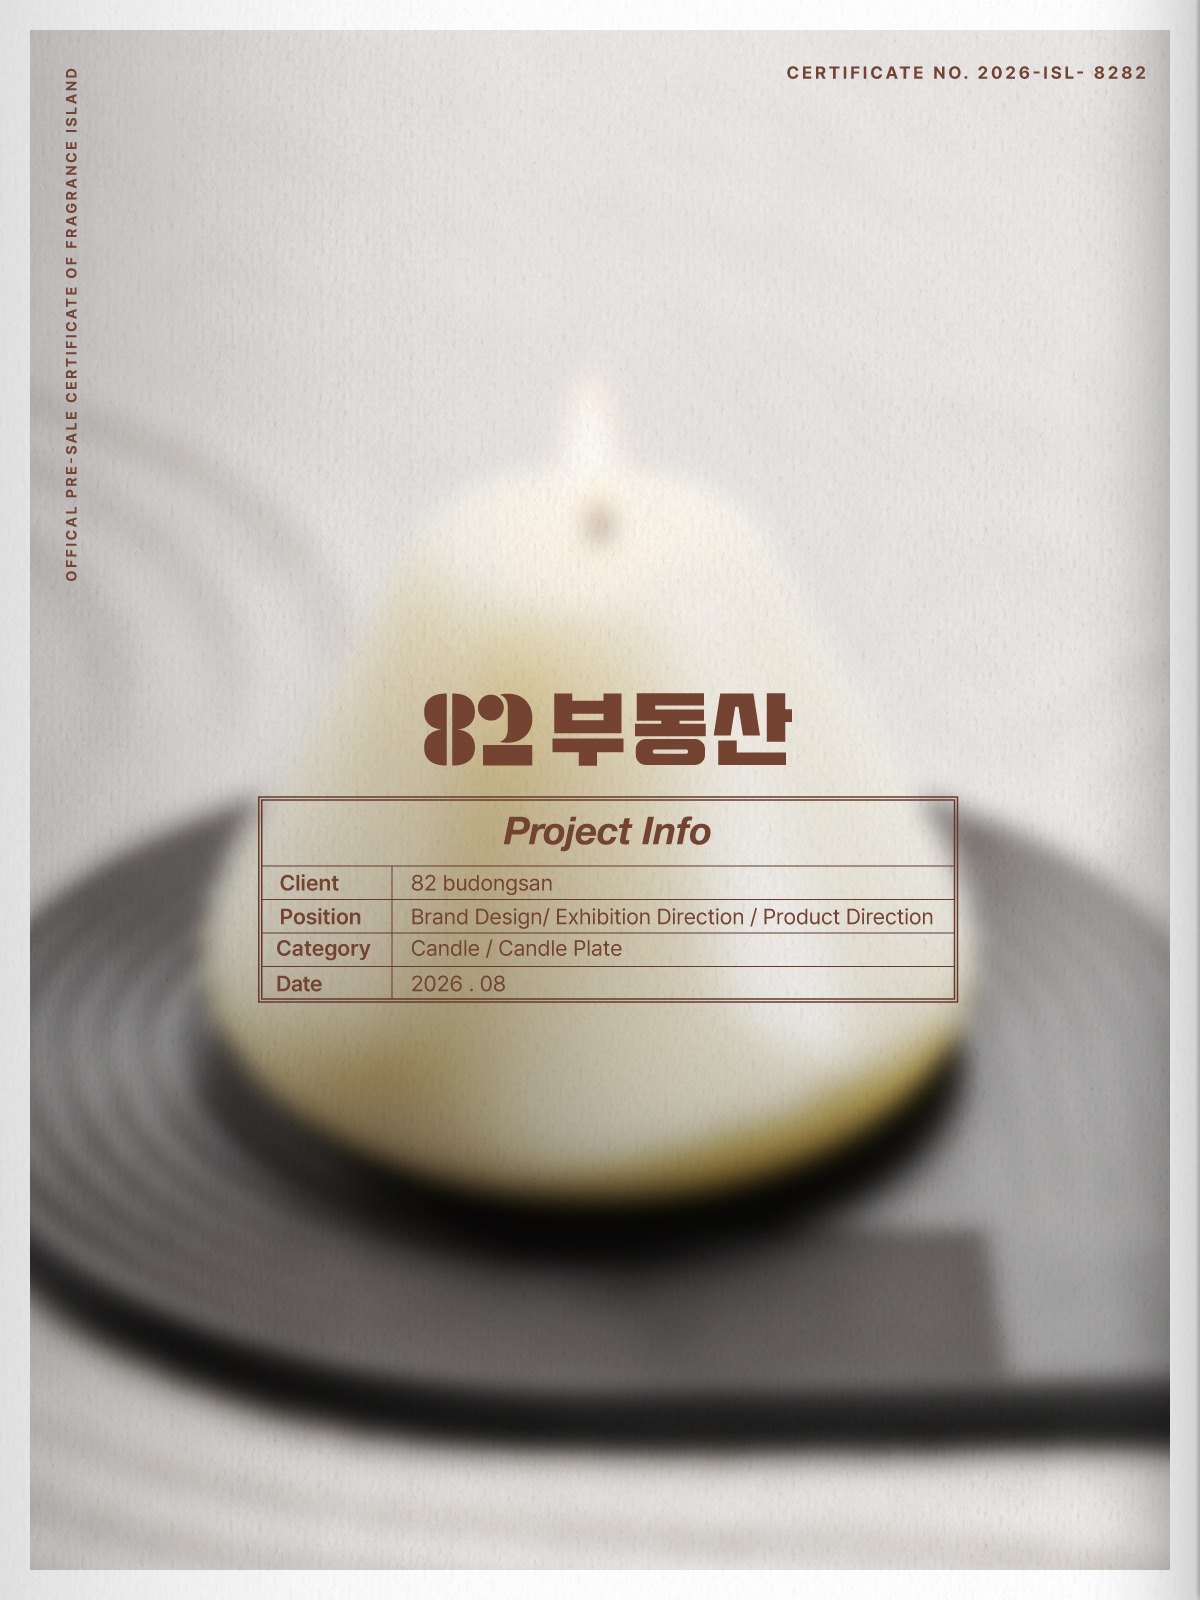 CERTIFICATE NO. 2026-ISL- 8282
OFFICAL PRE-SALE CERTIFICATE OF FRAGRANCE ISLAND
82 부동산
Project Info
Client 82 budongsan
Position Brand Design/ Exhibition Direction / Product Direction
Category Candle / Candle Plate
Date 2026 . 08